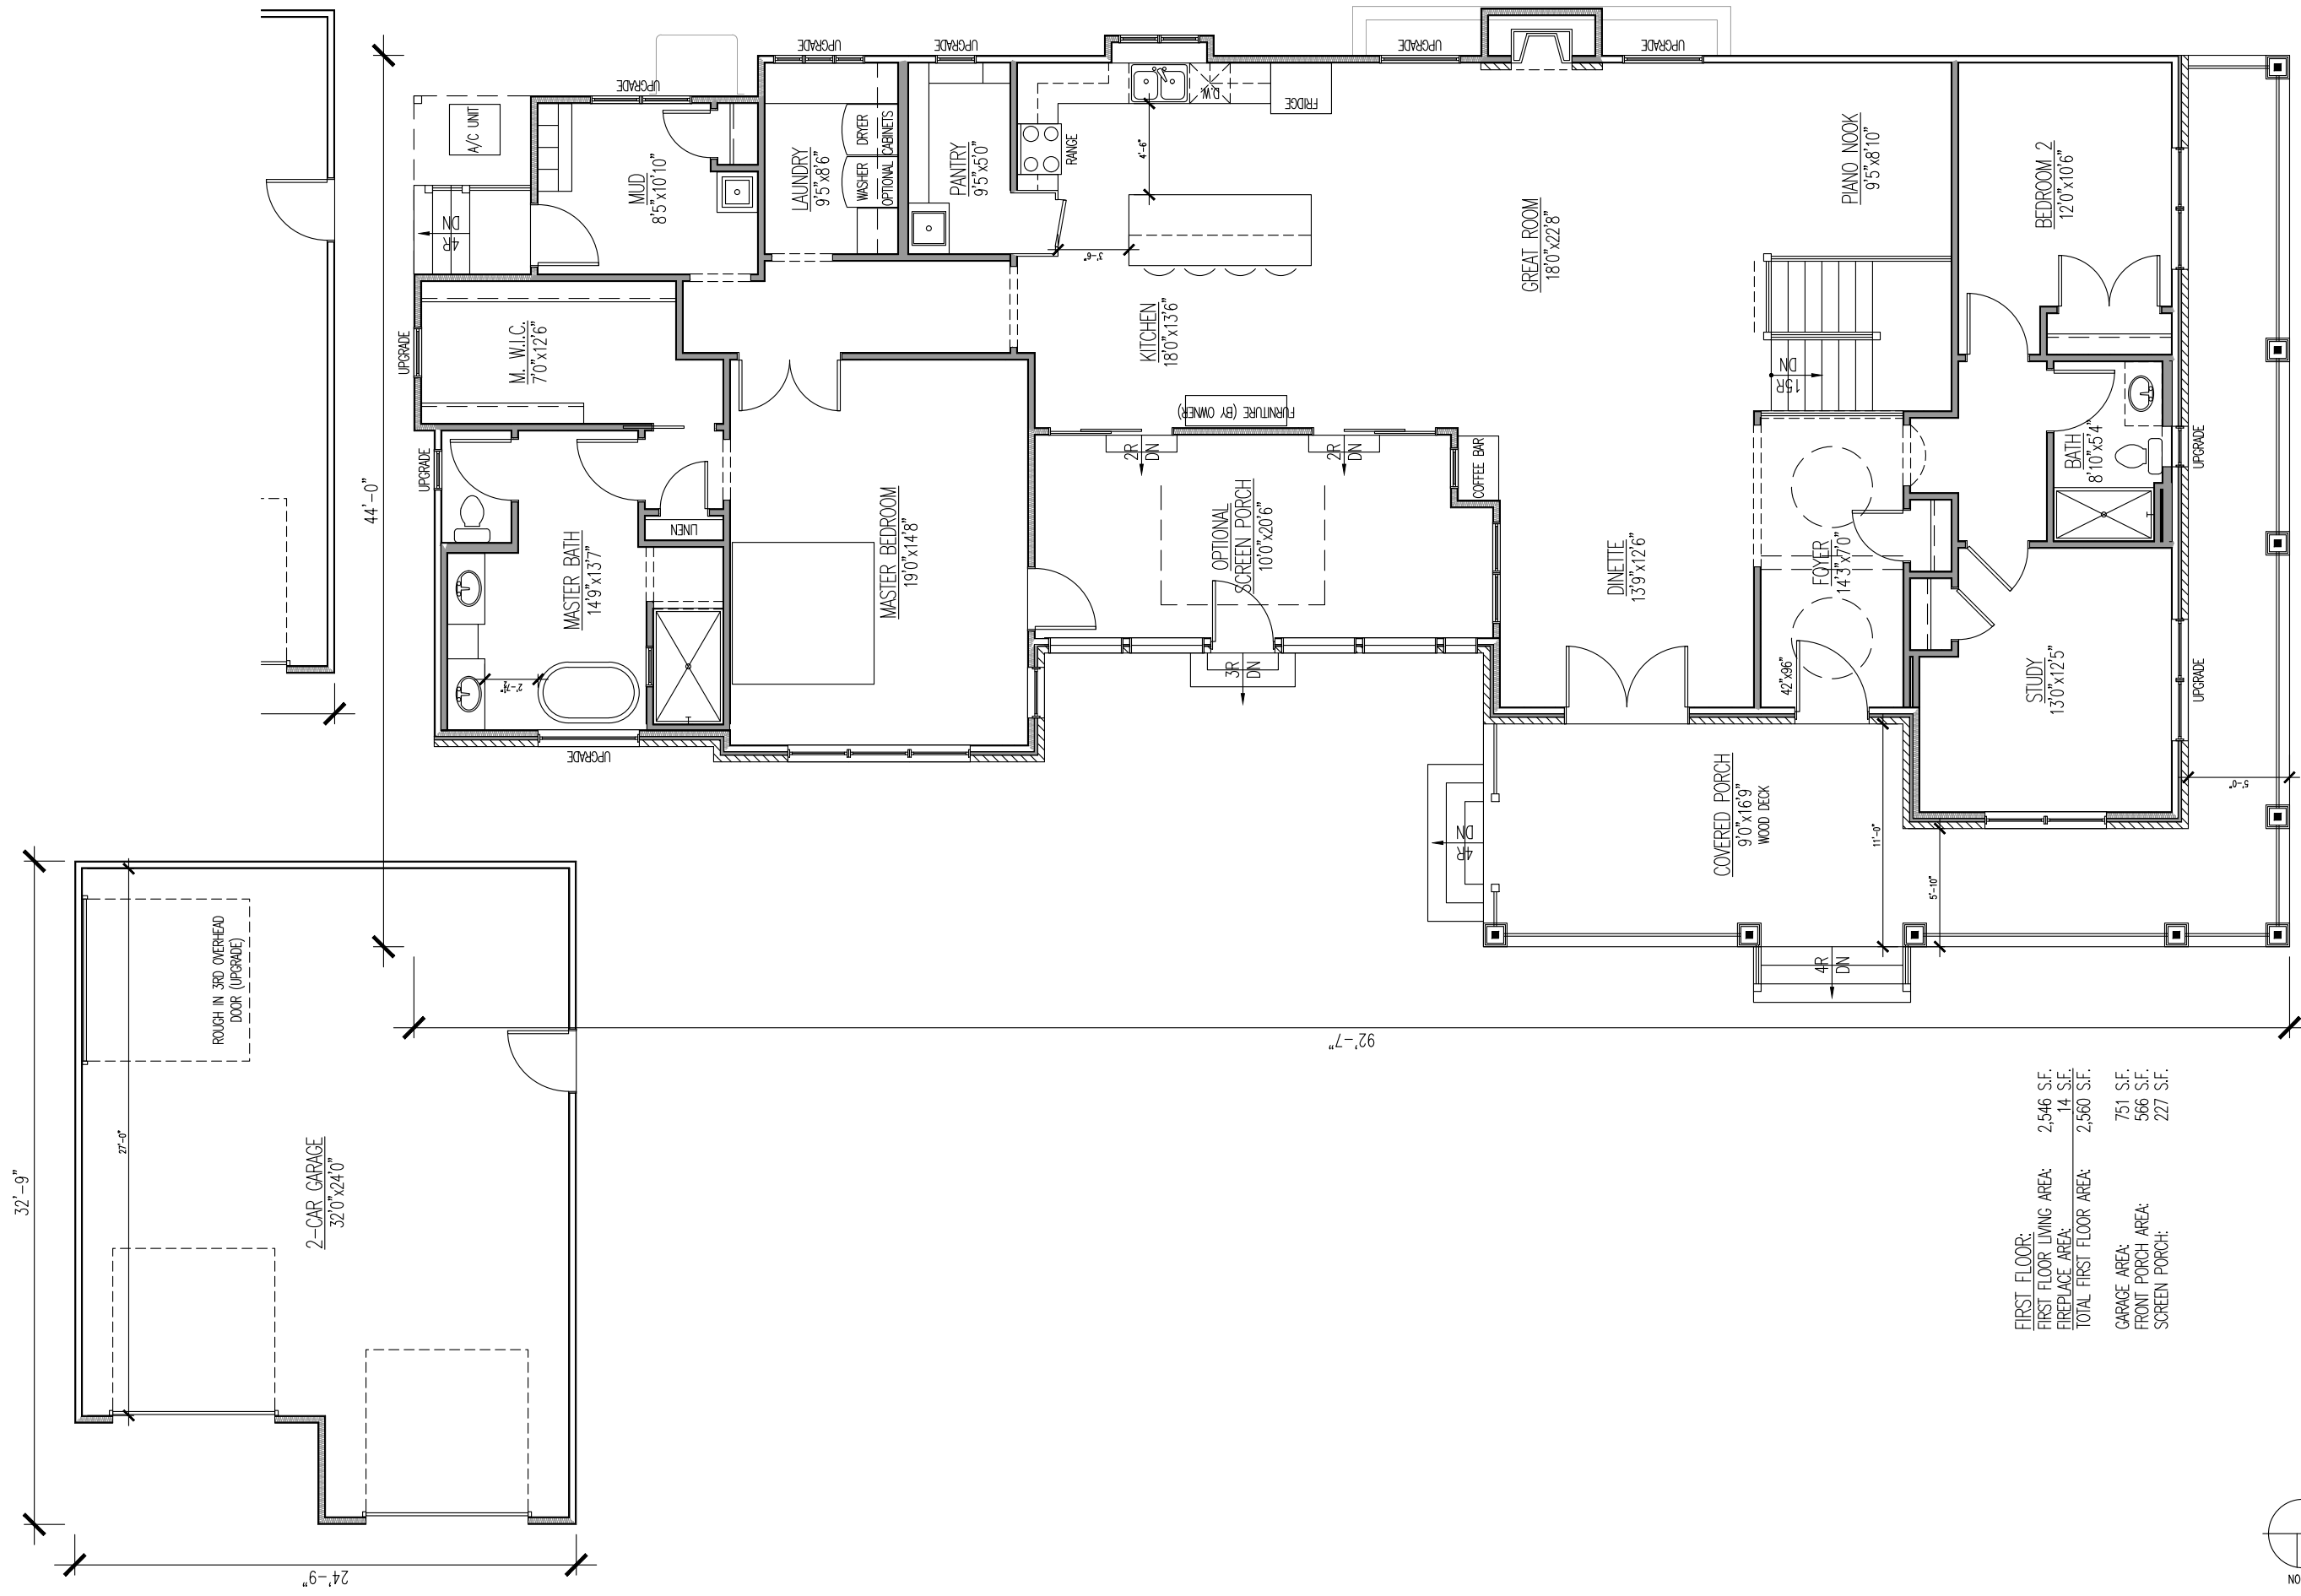 44'-0"
UPGRADE
UPGRADE
UPGRADE
UPGRADE
UPGRADE
A/C UNIT
4R
DN
MUD
8'5"x10'10"
LAUNDRY
9'5"x8'6"
WASHER
DRYER
OPTIONAL CABINETS
PANTRY
9'5"x5'0"
RANGE
D.W.
FRIDGE
4'-6"
3'-6"
KITCHEN
18'0"x13'6"
GREAT ROOM
18'0"x22'8"
PIANO NOOK
9'5"x8'10"
BEDROOM 2
12'0"x10'6"
UPGRADE
M. W.I.C.
7'0"x12'6"
UPGRADE
LINEN
MASTER BATH
14'9"x13'7"
2'-7½"
UPGRADE
MASTER BEDROOM
19'0"x14'8"
FURNITURE (BY OWNER)
2R
DN
2R
DN
OPTIONAL
SCREEN PORCH
10'0"x20'6"
3R
DN
COFFEE BAR
DINETTE
13'9"x12'6"
15R
DN
FOYER
14'3"x7'0"
42"x96"
BATH
8'10"x5'4"
UPGRADE
STUDY
13'0"x12'5"
UPGRADE
5'-0"
COVERED PORCH
9'0"x16'9"
WOOD DECK
4R
DN
11'-0"
5'-10"
4R
DN
92'-7"
32'-9"
27'-0"
ROUGH IN 3RD OVERHEAD
DOOR (UPGRADE)
2-CAR GARAGE
32'0"x24'0"
24'-9"
FIRST FLOOR:
FIRST FLOOR LIVING AREA: 2,546 S.F.
FIREPLACE AREA: 14 S.F.
TOTAL FIRST FLOOR AREA: 2,560 S.F.
GARAGE AREA: 751 S.F.
FRONT PORCH AREA: 566 S.F.
SCREEN PORCH: 227 S.F.
NO